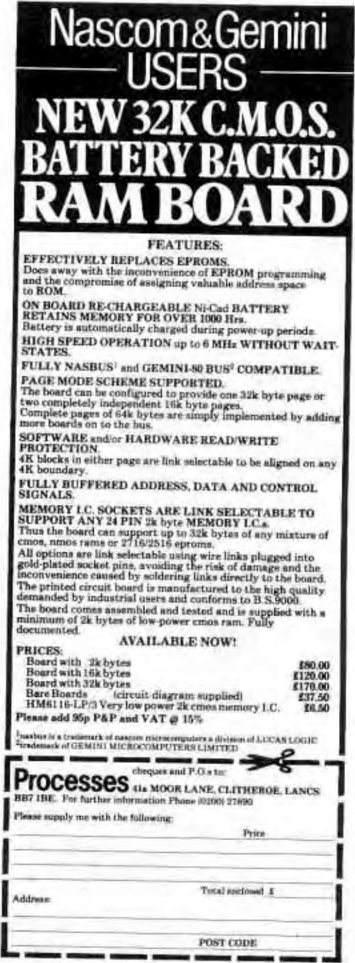 Nascom & Gemini
USERS
NEW 32K C.M.O.S.
BATTERY BACKED
RAM BOARD
FEATURES:
EFFECTIVELY REPLACES EPROMS.
Does away with the inconvenience of EPROM programming
and the compromise of assigning valuable address space
to ROM.
ON BOARD RE-CHARGEABLE Ni-Cad BATTERY
RETAINS MEMORY FOR OVER 1000 Hrs.
Battery is automatically charged during power-up periods.
HIGH SPEED OPERATION up to 6 MHz WITHOUT WAIT-
STATES.
FULLY NASBUS¹ and GEMINI-80 BUS² COMPATIBLE.
PAGE MODE SCHEME SUPPORTED.
The board can be configured to provide one 32k byte page or
two completely independent 16k byte pages.
Complete pages of 64k bytes are simply implemented by adding
more boards on to the bus.
SOFTWARE and/or HARDWARE READ/WRITE
PROTECTION.
4K blocks in either page are link selectable to be aligned on any
4K boundary.
FULLY BUFFERED ADDRESS, DATA AND CONTROL
SIGNALS.
MEMORY I.C. SOCKETS ARE LINK SELECTABLE TO
SUPPORT ANY 24 PIN 2k byte MEMORY I.C.s.
Thus the board can support up to 32k bytes of any mixture of
cmos, nmos rams or 2716/2516 eproms.
All options are link selectable using wire links plugged into
gold-plated socket pins, avoiding the risk of damage and the
inconvenience caused by soldering links directly to the board.
The printed circuit board is manufactured to the high quality
demanded by industrial users and conforms to B.S.9000.
The board comes assembled and tested and is supplied with a
minimum of 2k bytes of low-power cmos ram. Fully
documented.
AVAILABLE NOW!
PRICES:
Board with 2k bytes £80.00
Board with 16k bytes £120.00
Board with 32k bytes £170.00
Bare Boards (circuit diagram supplied) £37.50
HM6116-LP/3 Very low power 2k cmos memory I.C. £6.50
Please add 95p P&P and VAT @ 15%
¹nasbus is a trademark of nascom microcomputers a division of LUCAS LOGIC
²trademark of GEMINI MICROCOMPUTERS LIMITED
cheques and P.O.s to:
Processes 41a MOOR LANE, CLITHEROE, LANCS
BB7 1BE. For further information Phone (0200) 27890
Please supply me with the following:
Price
Total enclosed £
Address:
POST CODE